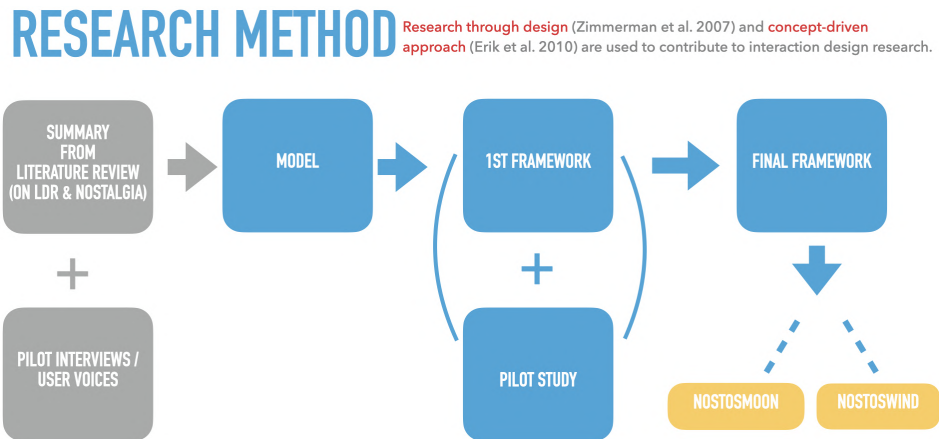 RESEARCH METHOD
Research through design (Zimmerman et al. 2007) and concept-driven
approach (Erik et al. 2010) are used to contribute to interaction design research.
SUMMARY
FROM
LITERATURE REVIEW
(ON LDR & NOSTALGIA)
MODEL
1ST FRAMEWORK
FINAL FRAMEWORK
+
+
PILOT INTERVIEWS /
USER VOICES
PILOT STUDY
NOSTOSMOON
NOSTOSWIND